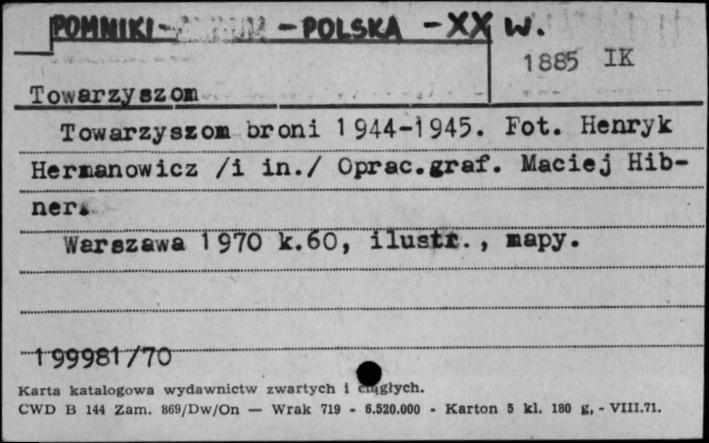 POMNIKI- - POLSKA - XX W.
1885 IK
Towarzyszom
Towarzyszom broni 1944-1945. Fot. Henryk
Hermanowicz /i in./ Oprac.graf. Maciej Hib-
ner.
Warszawa 1970 k.60, ilustr., mapy.
199981/70
Karta katalogowa wydawnictw zwartych i ciągłych.
CWD B 144 Zam. 869/Dw/On — Wrak 719 - 6.520.000 - Karton 5 kl. 180 g, - VIII.71.